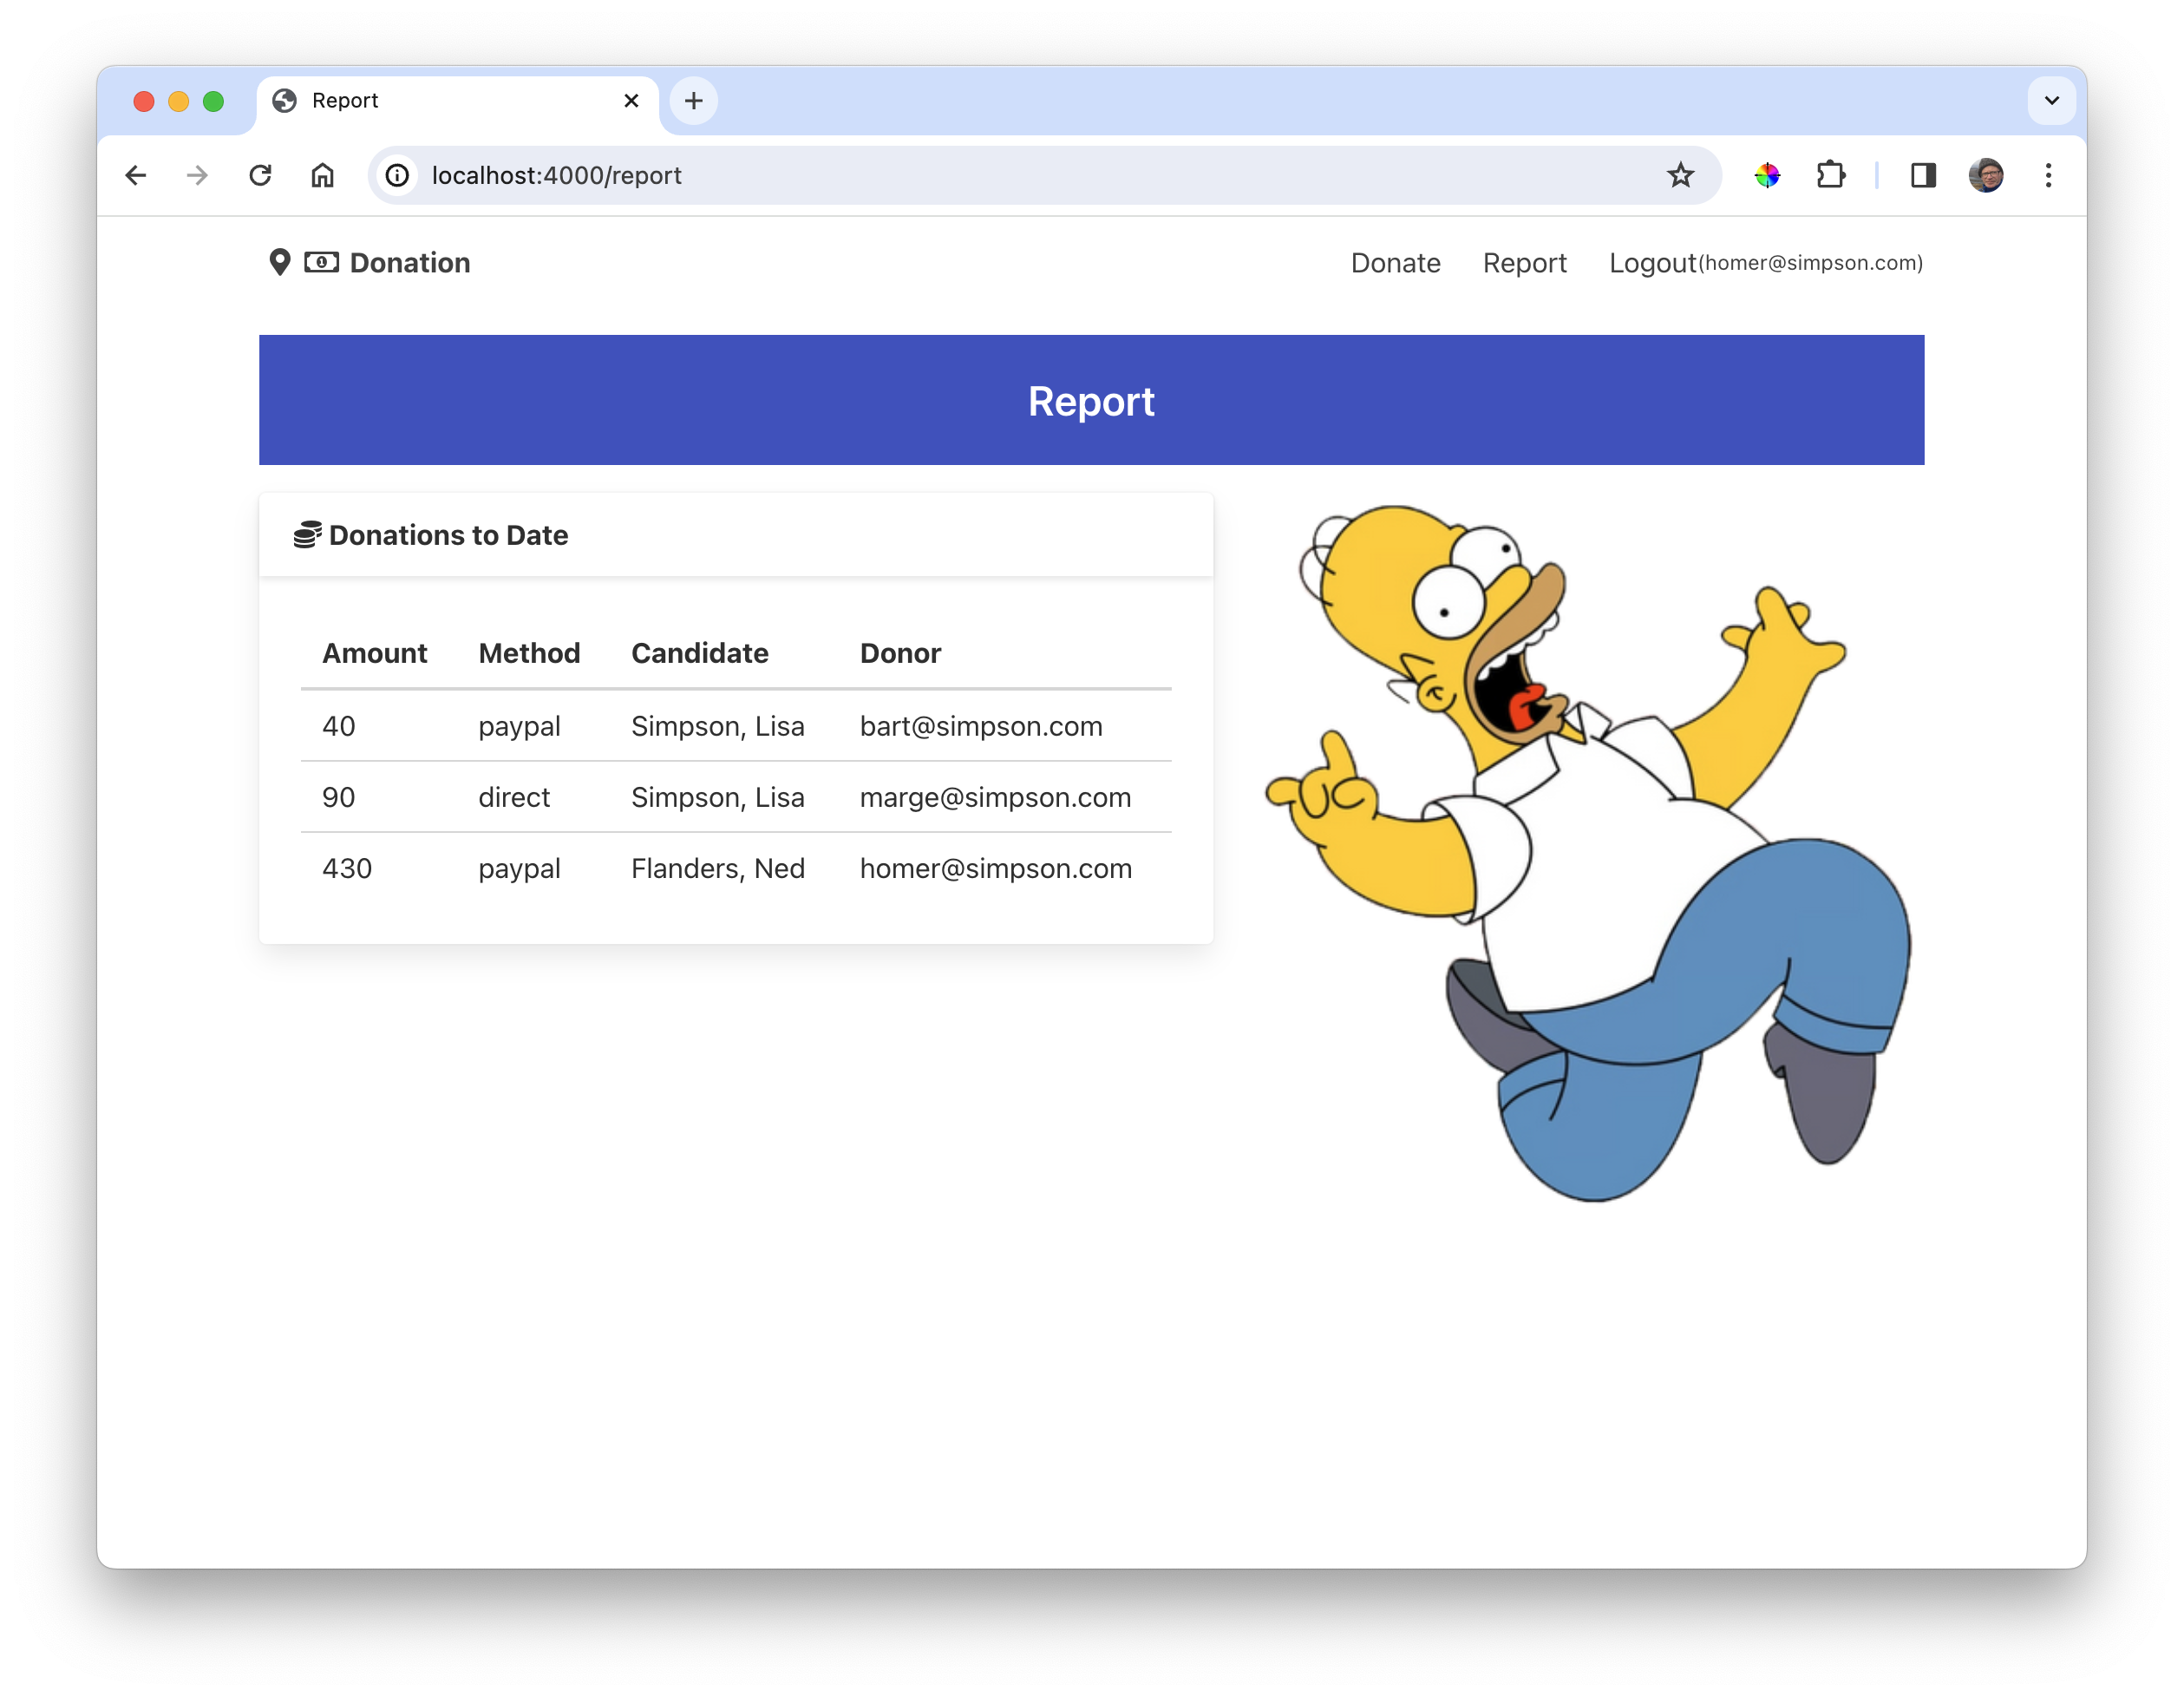 Report
localhost:4000/report
Donation Donate Report Logout(homer@simpson.com)
Report
Donations to Date
Amount Method Candidate Donor
40 paypal Simpson, Lisa bart@simpson.com
90 direct Simpson, Lisa marge@simpson.com
430 paypal Flanders, Ned homer@simpson.com